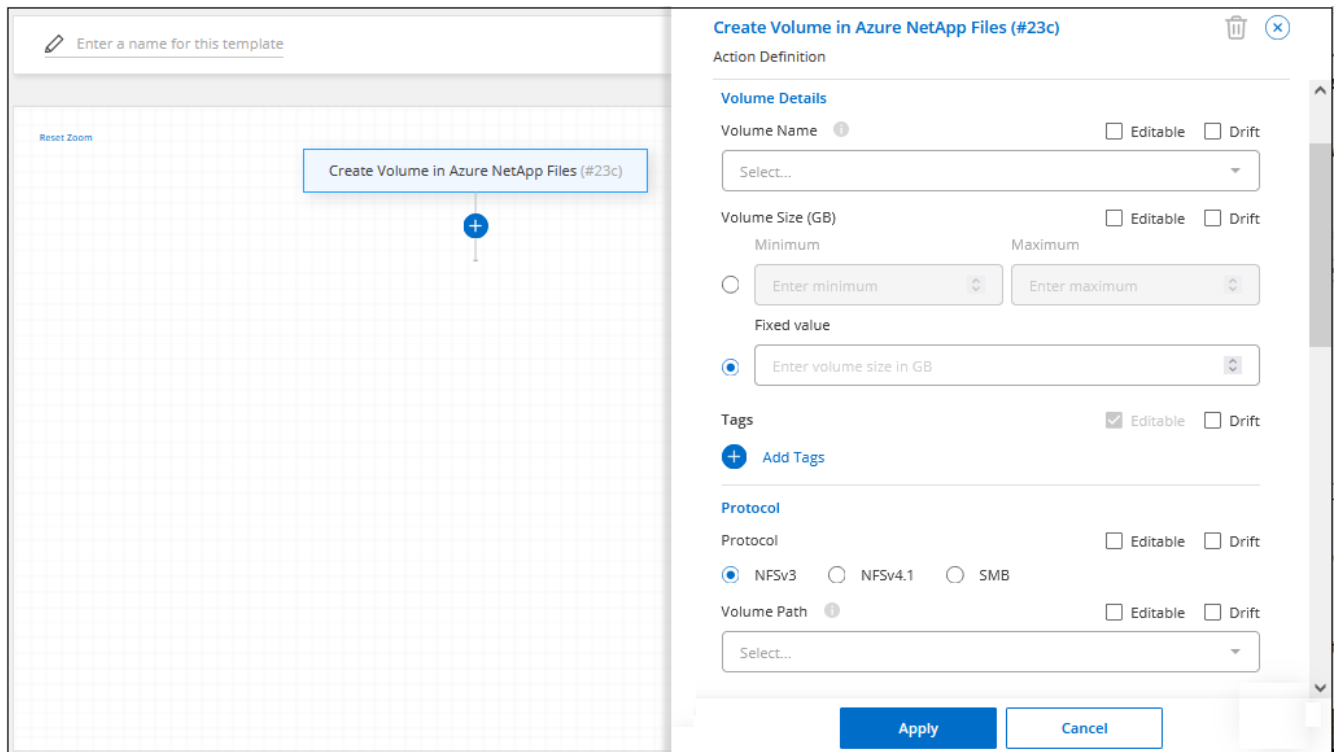 Enter a name for this template
Reset Zoom
Create Volume in Azure NetApp Files (#23c)
Create Volume in Azure NetApp Files (#23c)
Action Definition
Volume Details
Volume Name Editable Drift
Select...
Volume Size (GB) Editable Drift
Minimum Maximum
Enter minimum Enter maximum
Fixed value
Enter volume size in GB
Tags Editable Drift
Add Tags
Protocol
Protocol Editable Drift
NFSv3 NFSv4.1 SMB
Volume Path Editable Drift
Select...
Apply Cancel